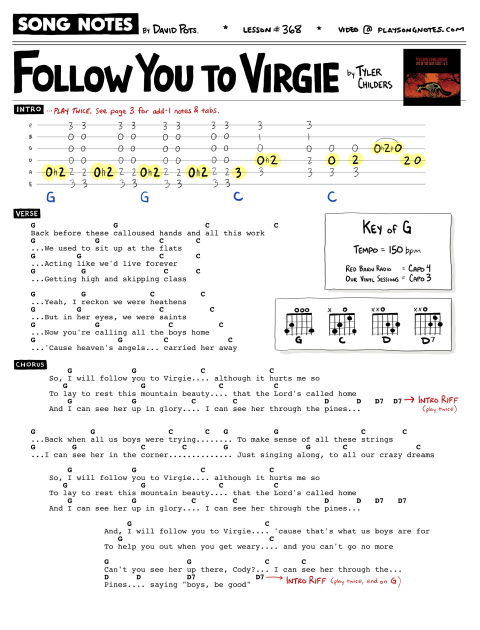 SONG NOTES BY DAVID POTS. * LESSON #368 * VIDEO @ PLAYSONGNOTES.COM
FOLLOW YOU TO VIRGIE by TYLER CHILDERS
INTRO ...PLAY TWICE. See page 3 for add'l notes & tabs.
G G C C
VERSE
G G C C
Back before these calloused hands and all this work
G G C C
...We used to sit up at the flats
G G C C
...Acting like we'd live forever
G G C C
...Getting high and skipping class
G G C C
...Yeah, I reckon we were heathens
G G C C
...But in her eyes, we were saints
G G C C
...Now you're calling all the boys home
G G C C
...'Cause heaven's angels... carried her away
KEY of G
TEMPO = 150 bpm
RED BARN RADIO = CAPO 4
OUR VINYL SESSIONS = CAPO 3
G C D D7
CHORUS
G G C C
So, I will follow you to Virgie.... although it hurts me so
G G C C
To lay to rest this mountain beauty.... that the Lord's called home
G G C C D D D7 D7 → INTRO RIFF
And I can see her up in glory.... I can see her through the pines...
(play twice)
G G C C G G C C
...Back when all us boys were trying........ To make sense of all these strings
G G C C G G C C
...I can see her in the corner.............. Just singing along, to all our crazy dreams
G G C C
So, I will follow you to Virgie.... although it hurts me so
G G C C
To lay to rest this mountain beauty.... that the Lord's called home
G G C C D D D7 D7
And I can see her up in glory.... I can see her through the pines...
G C
And, I will follow you to Virgie.... 'cause that's what us boys are for
G C
To help you out when you get weary.... and you can't go no more
G G C C
Can't you see her up there, Cody?... I can see her through the...
D D D7 D7 → INTRO RIFF (play twice, end on G)
Pines.... saying "boys, be good"